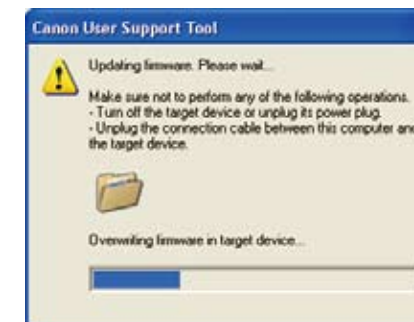 Canon User Support Tool
Updating firmware. Please wait...
Make sure not to perform any of the following operations.
- Turn off the target device or unplug its power plug.
- Unplug the connection cable between this computer and
the target device.
Overwriting firmware in target device...